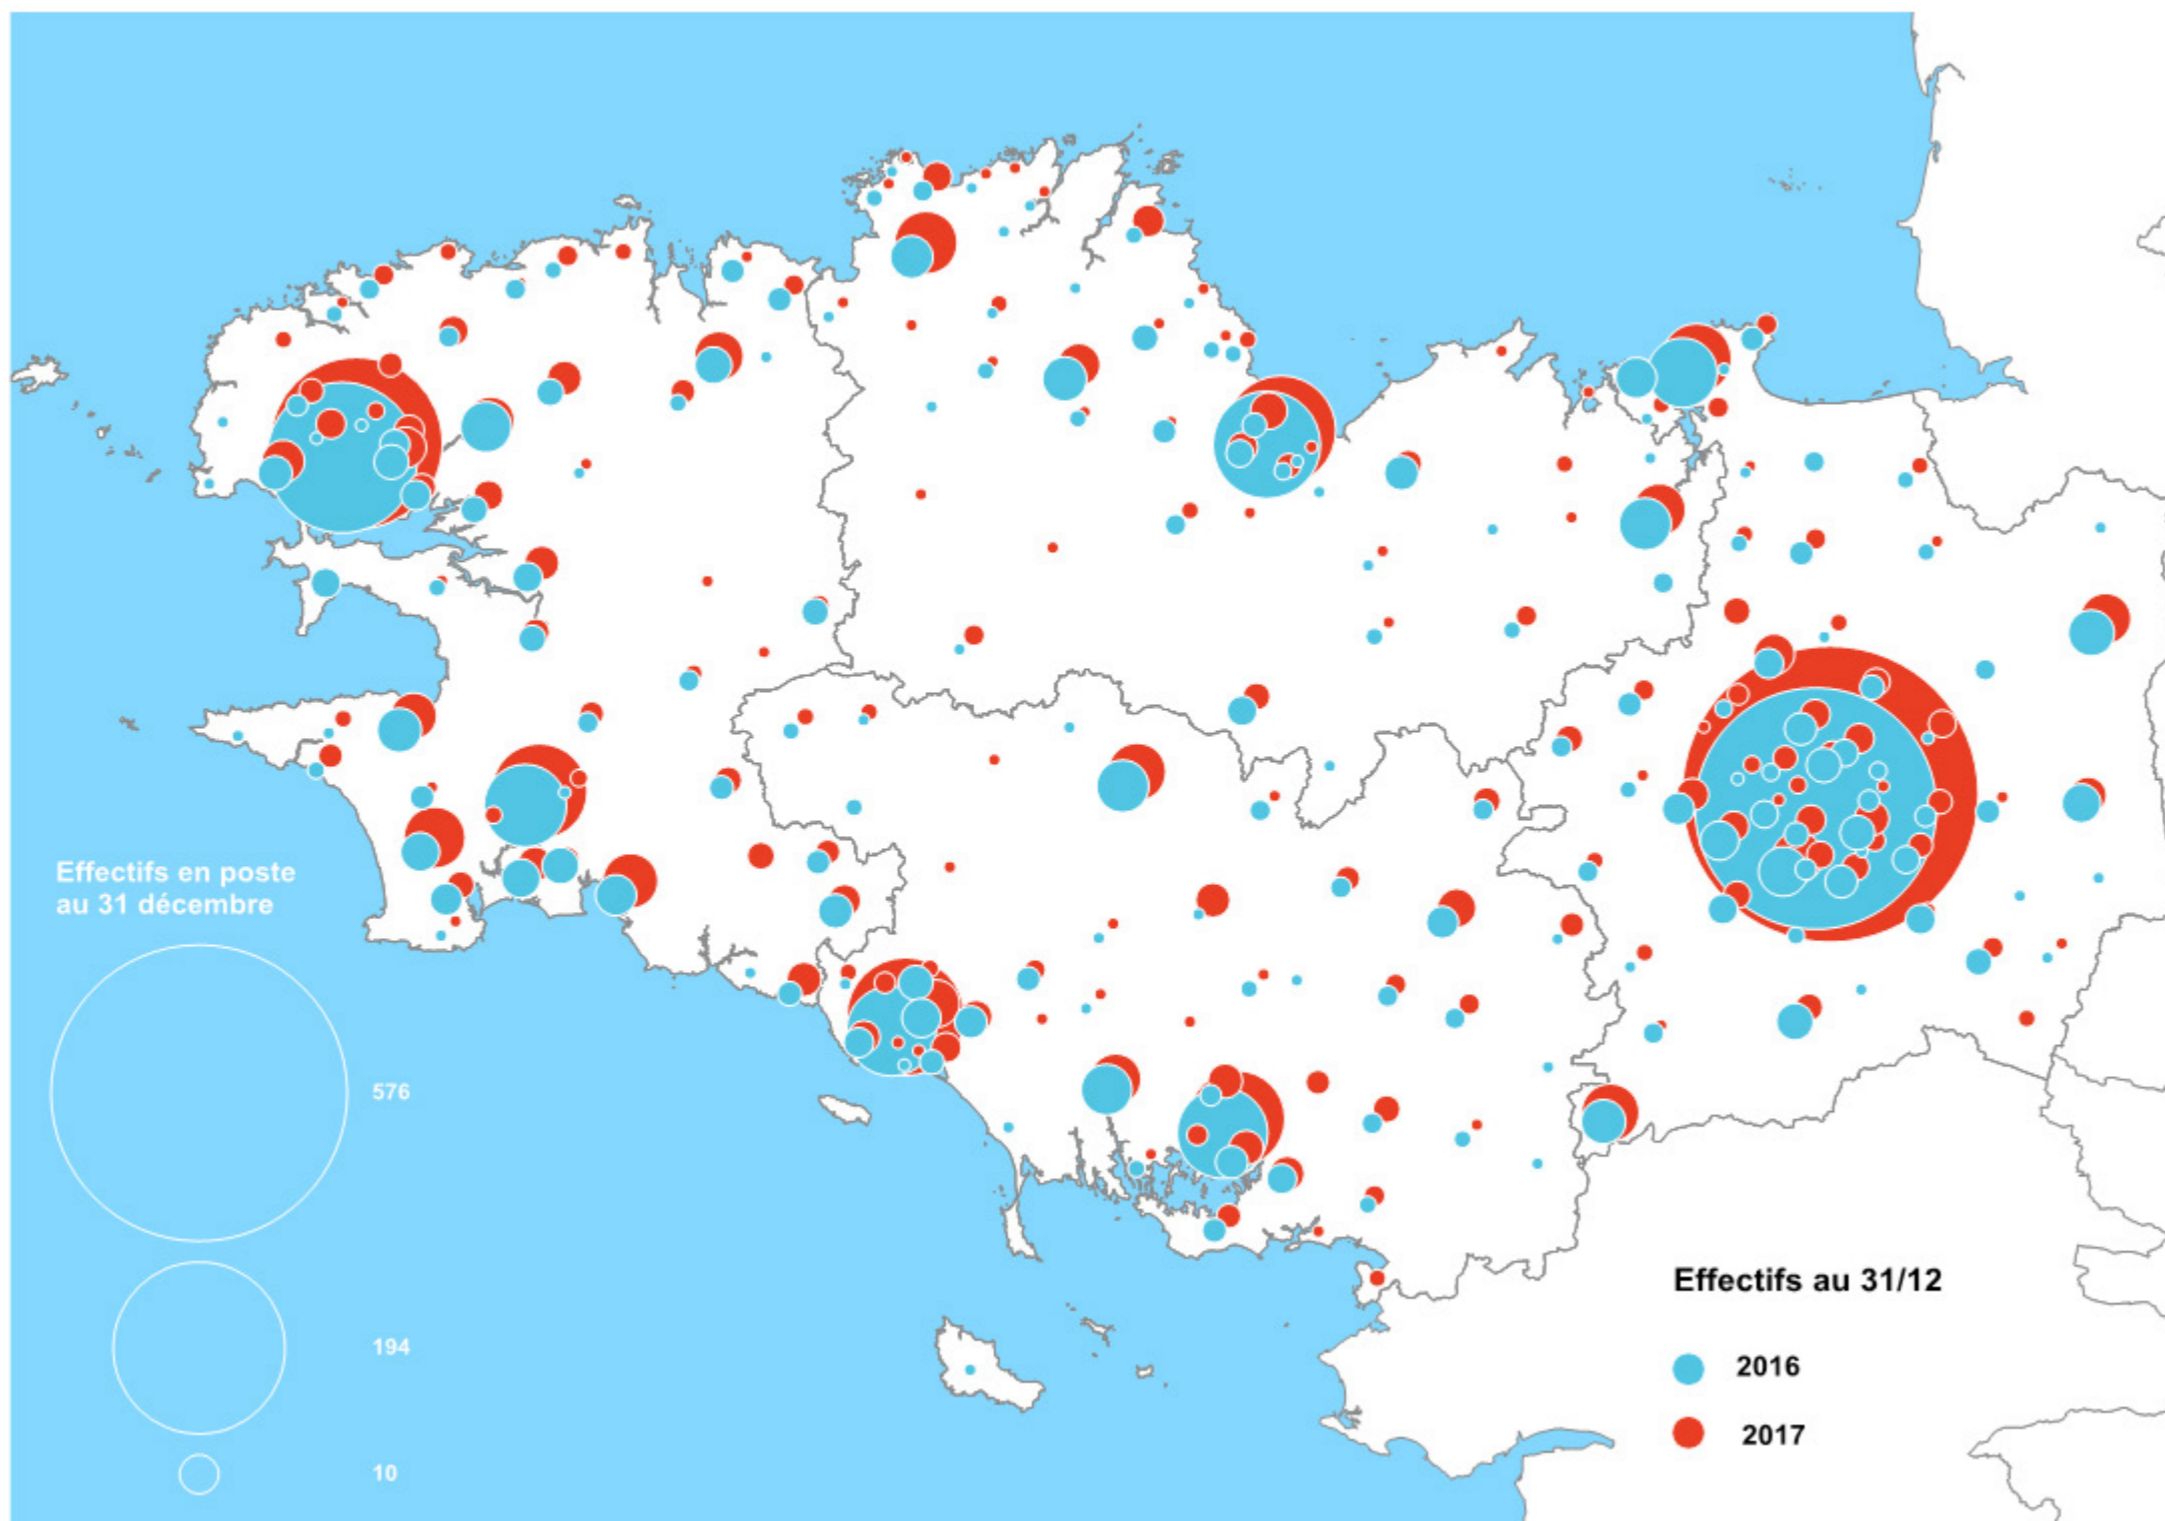 Effectifs en poste
au 31 décembre
576
194
10
Effectifs au 31/12
2016
2017